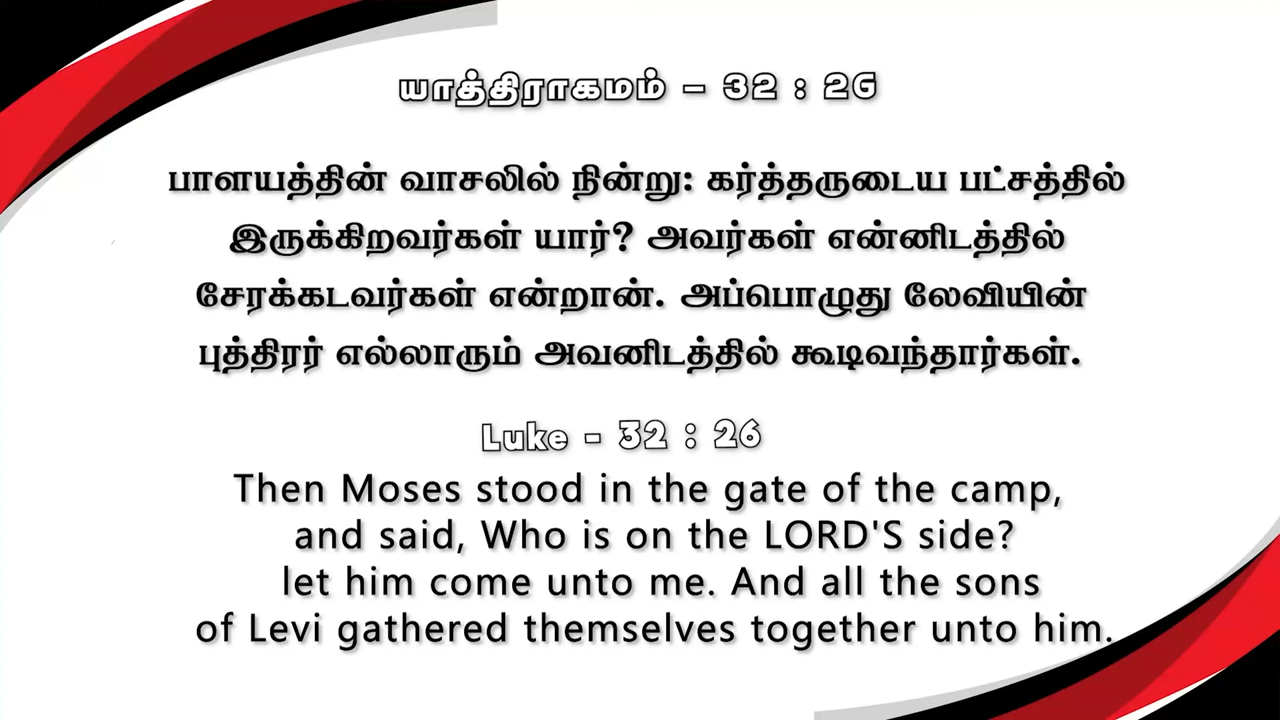 யாத்திராகமம் – 32 : 26
பாளயத்தின் வாசலில் நின்று: கர்த்தருடைய பட்சத்தில்
இருக்கிறவர்கள் யார்? அவர்கள் என்னிடத்தில்
சேரக்கடவர்கள் என்றான். அப்பொழுது லேவியின்
புத்திரர் எல்லாரும் அவனிடத்தில் கூடிவந்தார்கள்.
Luke - 32 : 26
Then Moses stood in the gate of the camp,
and said, Who is on the LORD'S side?
let him come unto me. And all the sons
of Levi gathered themselves together unto him.